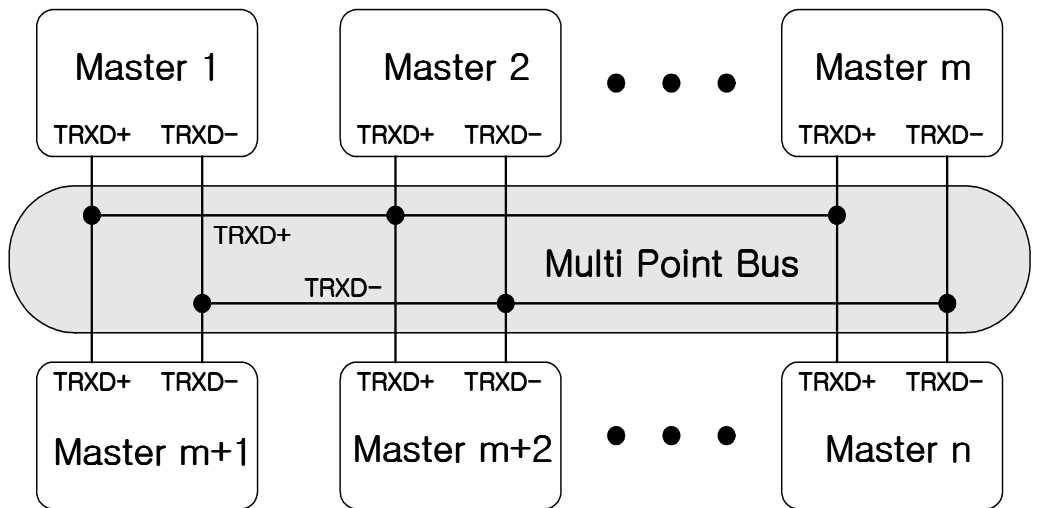 Master 1
Master 2
Master m
TRXD+ TRXD-
TRXD+ TRXD-
TRXD+ TRXD-
TRXD+
Multi Point Bus
TRXD-
TRXD+ TRXD-
TRXD+ TRXD-
TRXD+ TRXD-
Master m+1
Master m+2
Master n